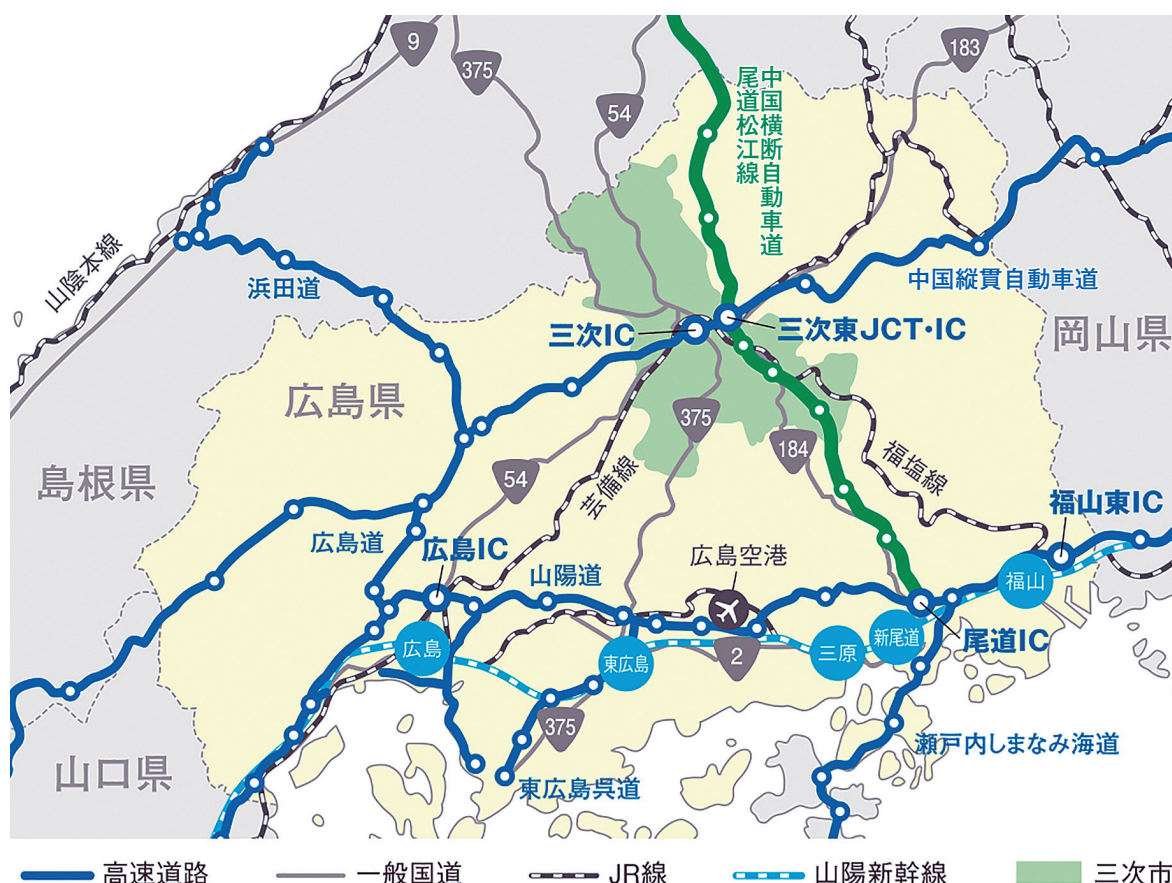 9
375
54
183
中国横断自動車道
尾道松江線
山陰本線
浜田道
中国縦貫自動車道
三次IC
三次東JCT・IC
岡山県
広島県
375
島根県
54
184
芸備線
福塩線
福山東IC
広島道
広島IC
山陽道
広島空港
福山
広島
東広島
2
三原
新尾道
尾道IC
375
山口県
東広島呉道
瀬戸内しまなみ海道
高速道路
一般国道
JR線
山陽新幹線
三次市